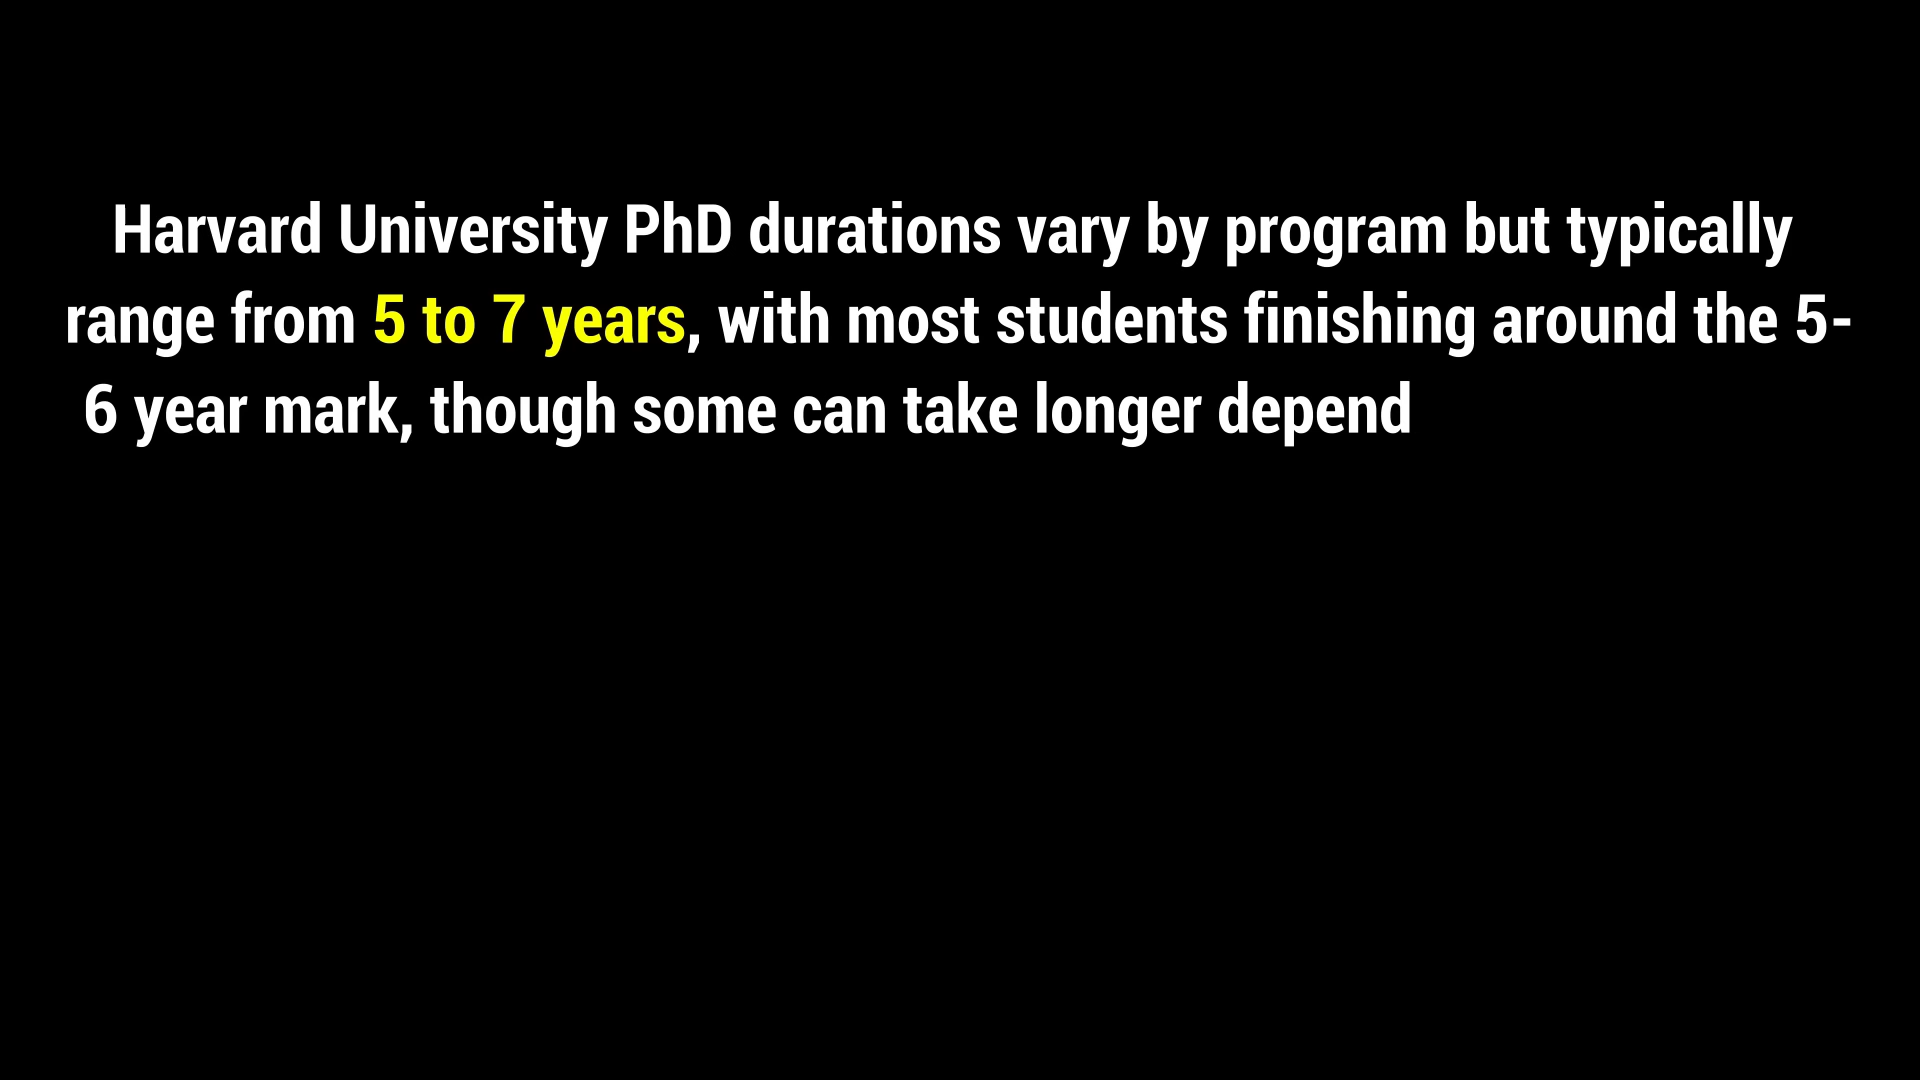 Harvard University PhD durations vary by program but typically
range from 5 to 7 years, with most students finishing around the 5-
6 year mark, though some can take longer depend